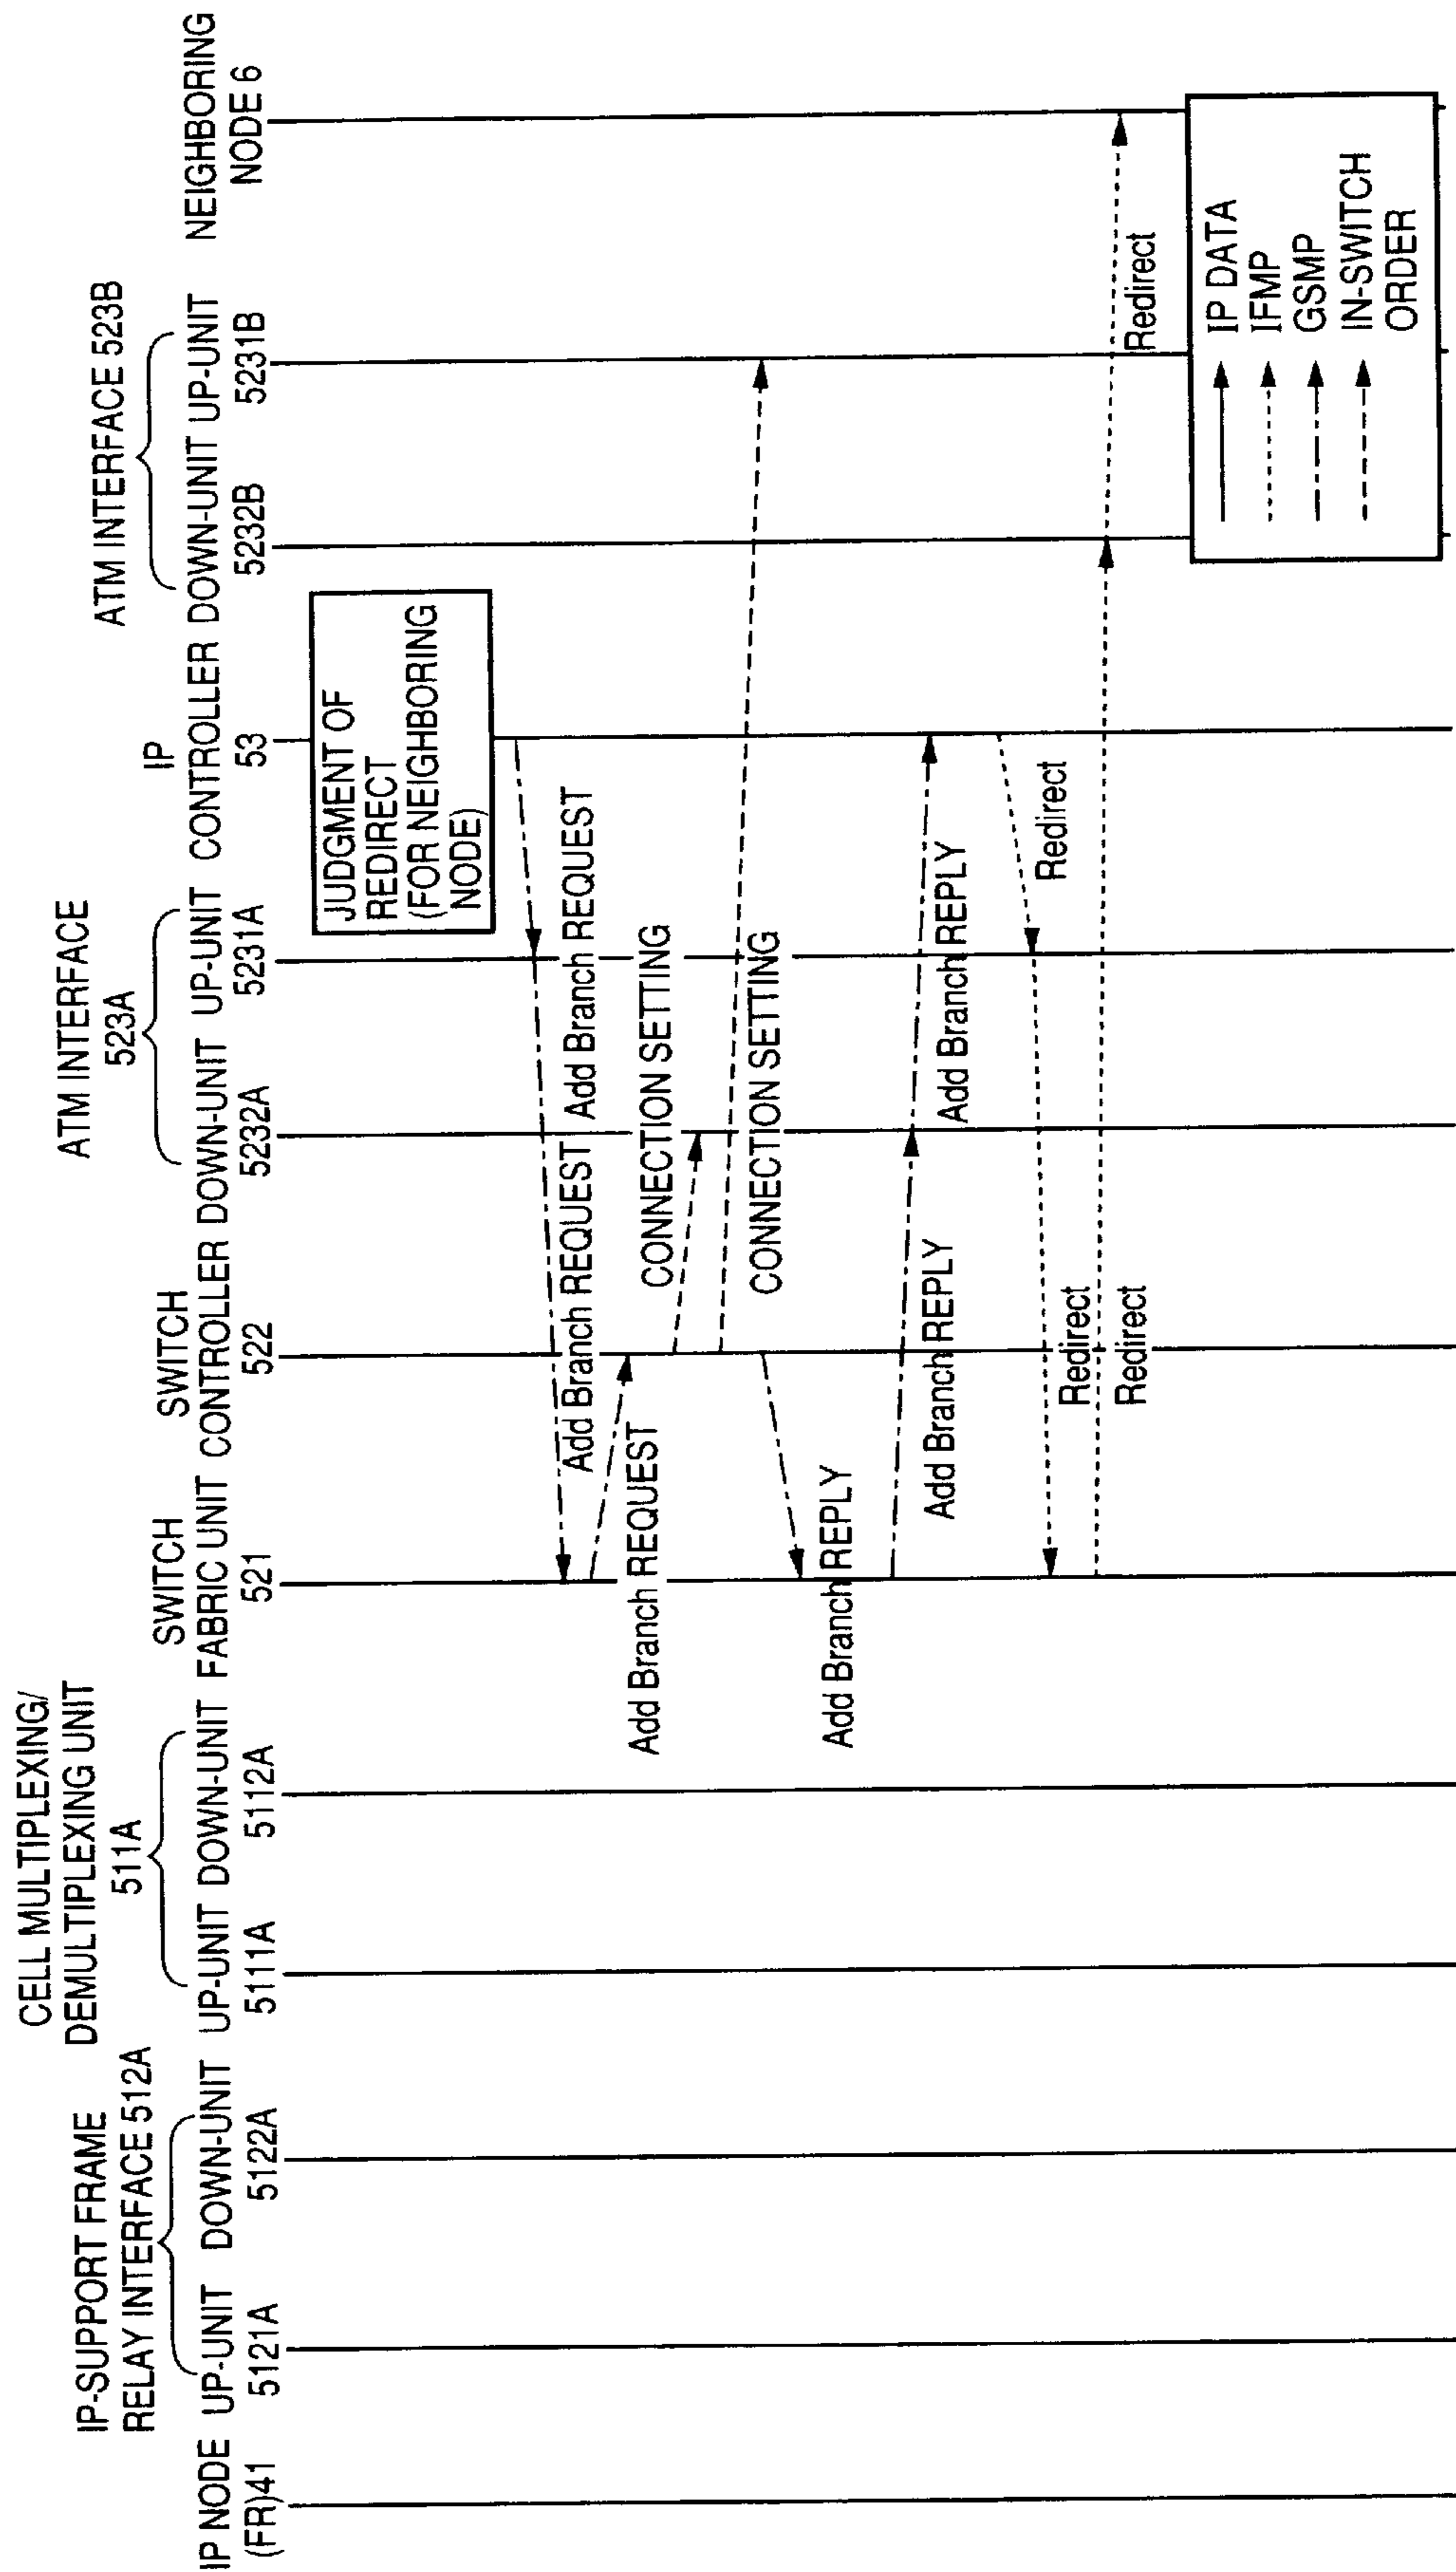 IP NODE
(FR)41
IP-SUPPORT FRAME
RELAY INTERFACE 512A
UP-UNIT
5121A
DOWN-UNIT
5122A
CELL MULTIPLEXING/
DEMULTIPLEXING UNIT
511A
UP-UNIT
5111A
DOWN-UNIT
5112A
SWITCH
FABRIC UNIT
521
SWITCH
CONTROLLER
522
ATM INTERFACE
523A
DOWN-UNIT
5232A
UP-UNIT
5231A
IP
CONTROLLER
53
ATM INTERFACE 523B
DOWN-UNIT
5232B
UP-UNIT
5231B
NEIGHBORING
NODE 6
JUDGMENT OF
REDIRECT
(FOR NEIGHBORING
NODE)
Add Branch REQUEST
Add Branch REQUEST
Add Branch REQUEST
CONNECTION SETTING
CONNECTION SETTING
Add Branch REPLY
Add Branch REPLY
Add Branch REPLY
Redirect
Redirect
Redirect
Redirect
IP DATA
IFMP
GSMP
IN-SWITCH
ORDER